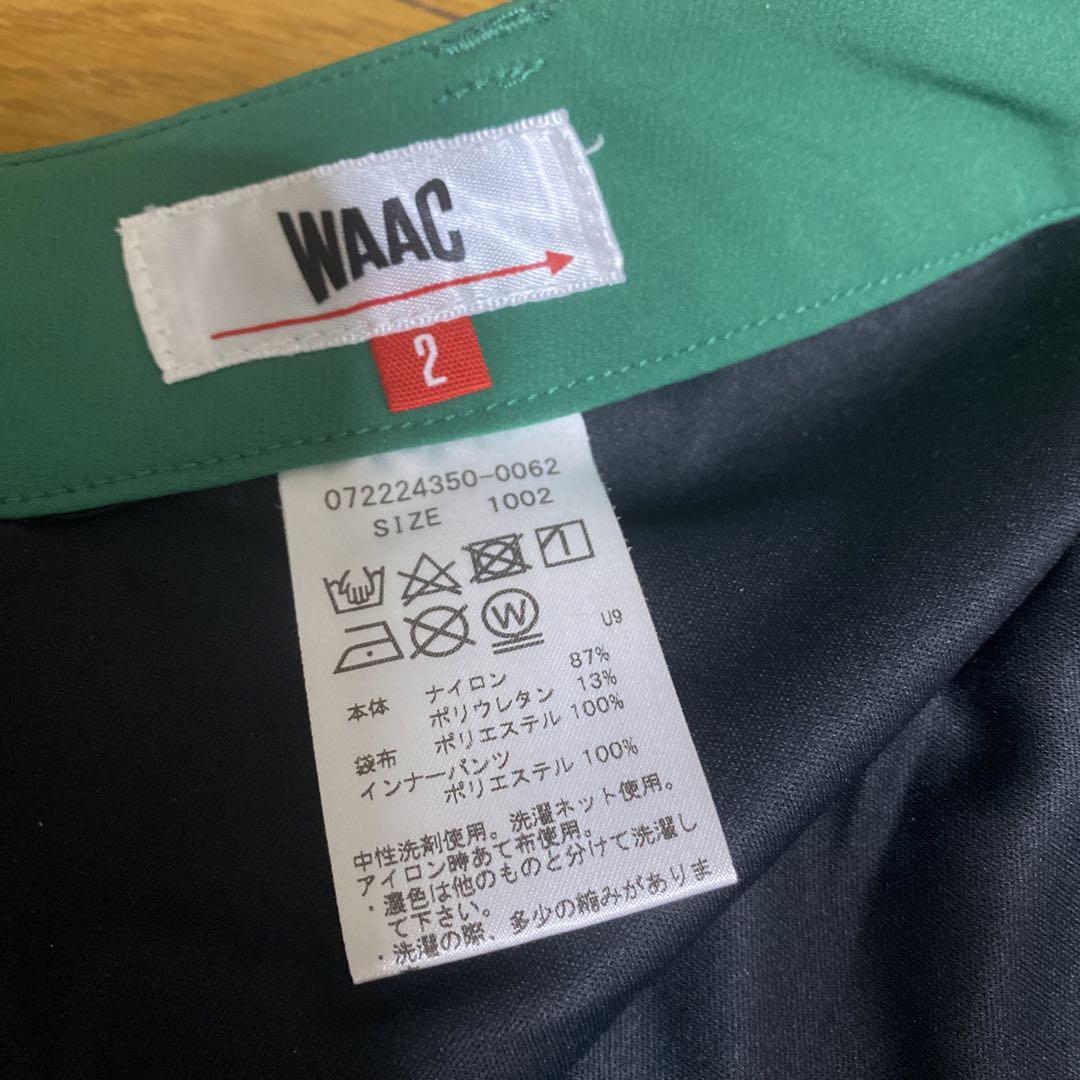 WAAC
2
072224350-0062
SIZE 1002
W
U9
本体 ナイロン 87%
ポリウレタン 13%
袋布 ポリエステル 100%
インナーパンツ
ポリエステル 100%
中性洗剤使用。洗濯ネット使用。
アイロン時あて布使用。
・濃色は他のものと分けて洗濯し
て下さい。
・洗濯の際、多少の縮みがありま